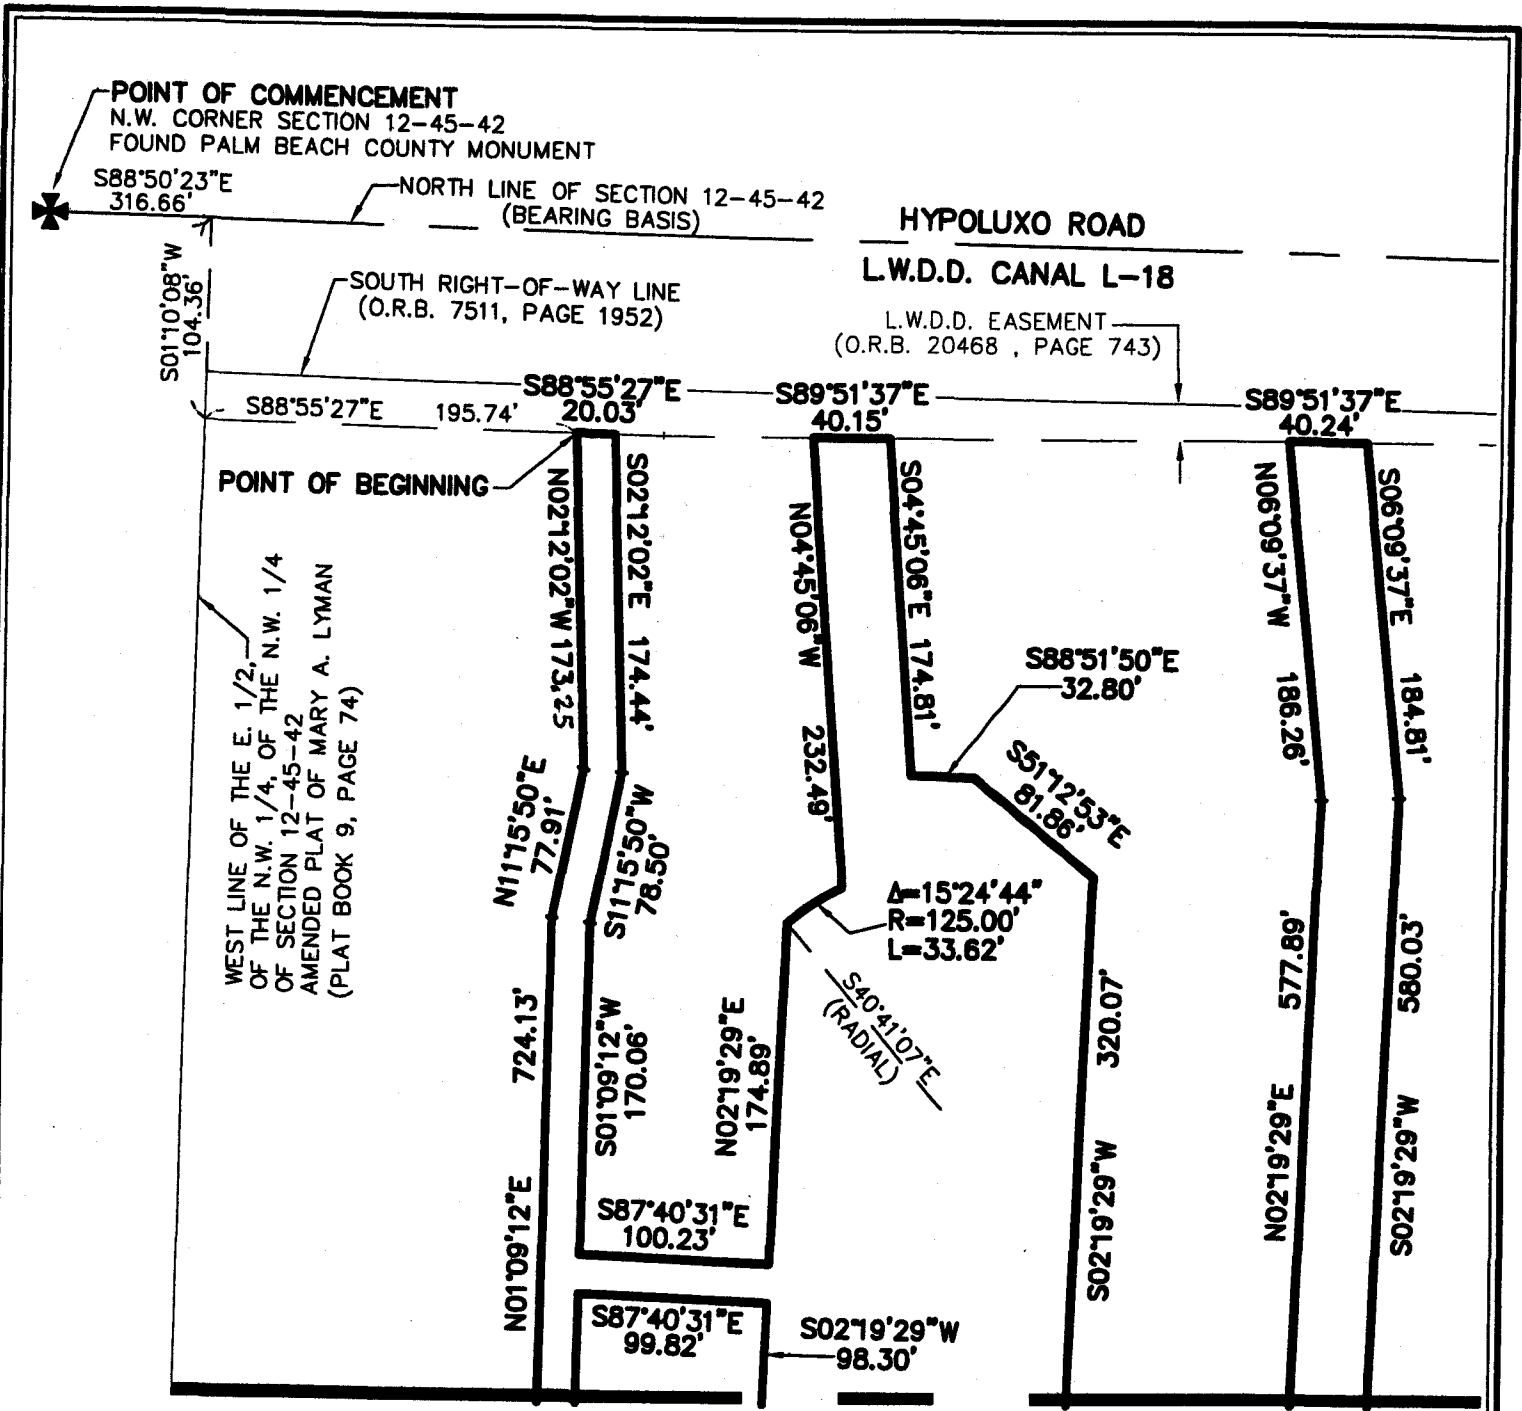 POINT OF COMMENCEMENT
N.W. CORNER SECTION 12-45-42
FOUND PALM BEACH COUNTY MONUMENT
S88°50'23"E
316.66'
NORTH LINE OF SECTION 12-45-42
(BEARING BASIS)
HYPOLUXO ROAD
L.W.D.D. CANAL L-18
S01°10'08"W
104.36'
SOUTH RIGHT-OF-WAY LINE
(O.R.B. 7511, PAGE 1952)
L.W.D.D. EASEMENT
(O.R.B. 20468 , PAGE 743)
S88°55'27"E
20.03'
S89°51'37"E
40.15'
S89°51'37"E
40.24'
S88°55'27"E 195.74'
POINT OF BEGINNING
N02°12'02"W 173.25
S02°12'02"E 174.44'
N04°45'06"W 232.49'
S04°45'06"E 174.81'
N06°09'37"W 186.26'
S06°09'37"E 184.81'
S88°51'50"E
32.80'
S51°12'53"E
81.86'
WEST LINE OF THE E. 1/2,
OF THE N.W. 1/4, OF THE N.W. 1/4
OF SECTION 12-45-42
AMENDED PLAT OF MARY A. LYMAN
(PLAT BOOK 9, PAGE 74)
N11°15'50"E
77.91'
S11°15'50"W
78.50'
Δ=15°24'44"
R=125.00'
L=33.62'
S40°41'07"E
(RADIAL)
N01°09'12"E 724.13'
S01°09'12"W
170.06'
N02°19'29"E
174.89'
S02°19'29"W 320.07'
N02°19'29"E 577.89'
S02°19'29"W 580.03'
S87°40'31"E
100.23'
S87°40'31"E
99.82'
S02°19'29"W
98.30'